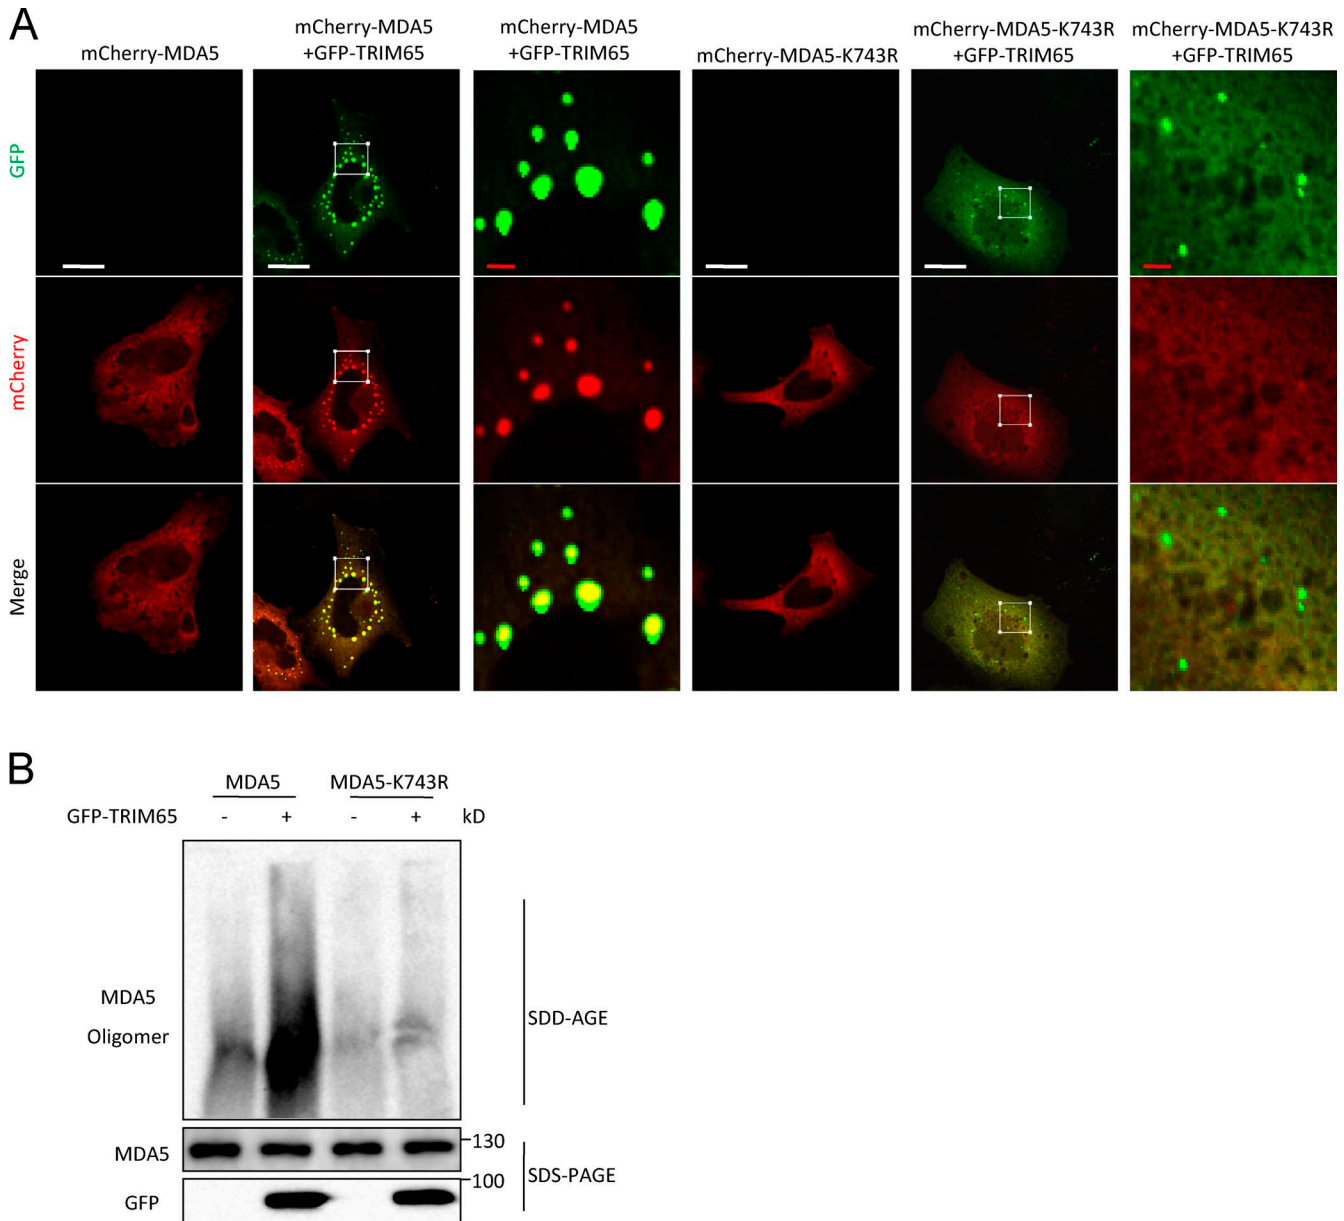 A
mCherry-MDA5
mCherry-MDA5
+GFP-TRIM65
mCherry-MDA5
+GFP-TRIM65
mCherry-MDA5-K743R
mCherry-MDA5-K743R
+GFP-TRIM65
mCherry-MDA5-K743R
+GFP-TRIM65
GFP
mCherry
Merge
B
MDA5
MDA5-K743R
GFP-TRIM65
-
+
-
+
kD
MDA5
Oligomer
SDD-AGE
MDA5
130
100
SDS-PAGE
GFP